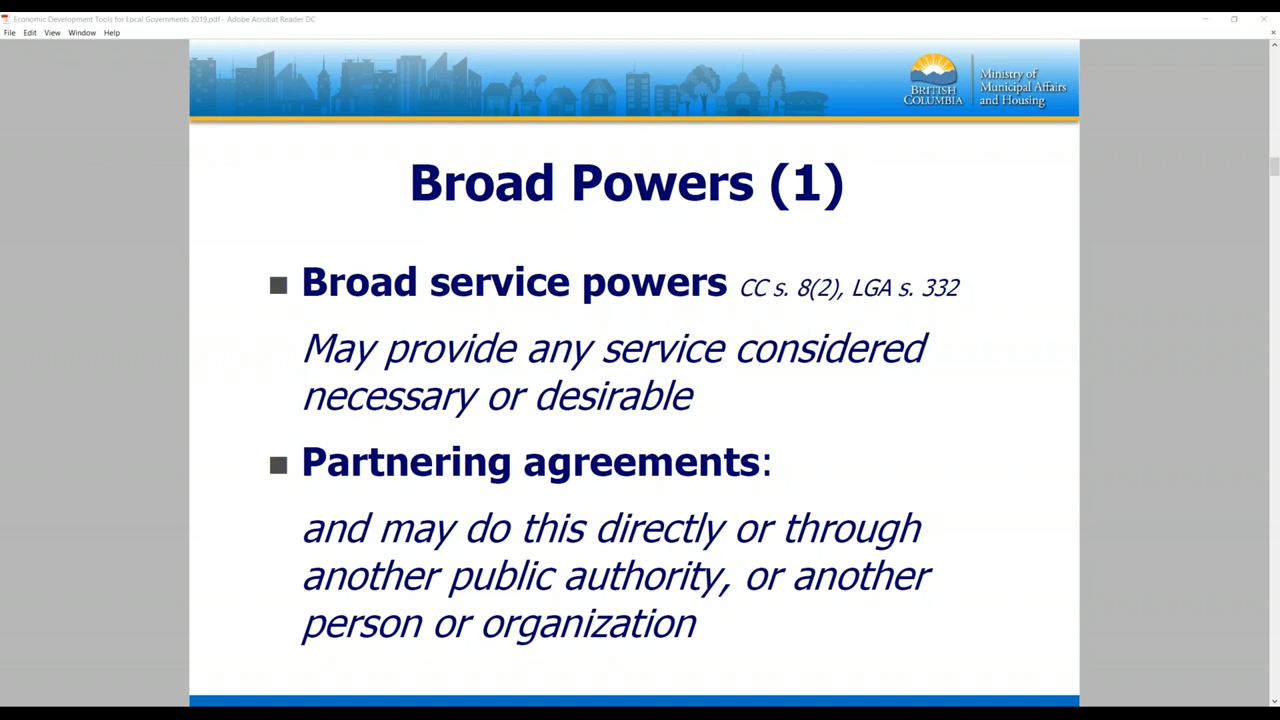 Economic Development Tools for Local Governments 2019.pdf - Adobe Acrobat Reader DC
File Edit View Window Help
BRITISH
COLUMBIA
Ministry of
Municipal Affairs
and Housing
Broad Powers (1)
Broad service powers CC s. 8(2), LGA s. 332
May provide any service considered
necessary or desirable
Partnering agreements:
and may do this directly or through
another public authority, or another
person or organization